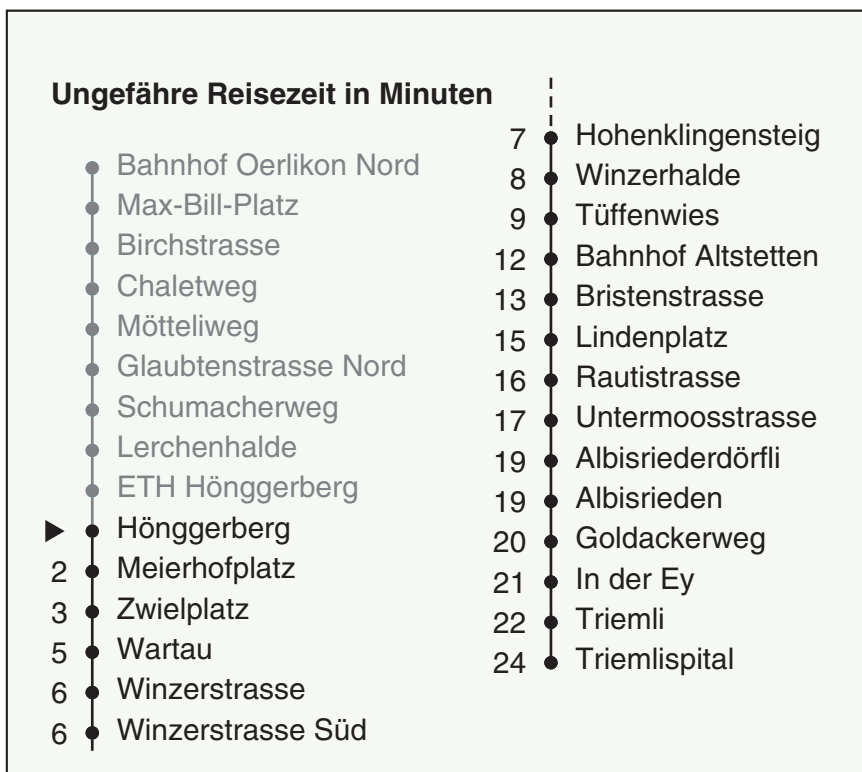 Ungefähre Reisezeit in Minuten
Bahnhof Oerlikon Nord
Max-Bill-Platz
Birchstrasse
Chaletweg
Mötteliweg
Glaubtenstrasse Nord
Schumacherweg
Lerchenhalde
ETH Hönggerberg
Hönggerberg
2 Meierhofplatz
3 Zwielplatz
5 Wartau
6 Winzerstrasse
6 Winzerstrasse Süd
7 Hohenklingensteig
8 Winzerhalde
9 Tüffenwies
12 Bahnhof Altstetten
13 Bristenstrasse
15 Lindenplatz
16 Rautistrasse
17 Untermoosstrasse
19 Albisriederdörfli
19 Albisrieden
20 Goldackerweg
21 In der Ey
22 Triemli
24 Triemlispital